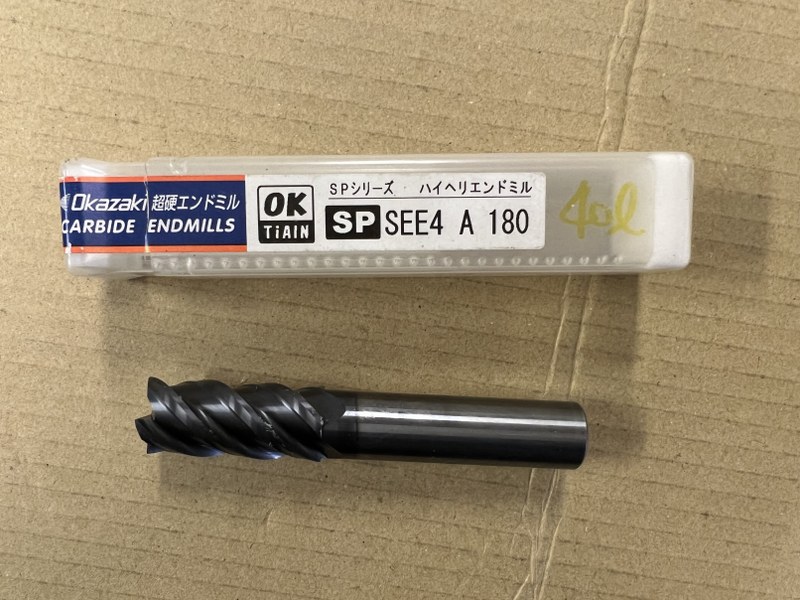 Okazaki 超硬エンドミル
CARBIDE ENDMILLS
OK
TiAlN
SPシリーズ ・ ハイヘリエンドミル
SP SEE4 A 180
40l